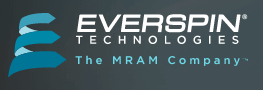 EVERSPIN®
TECHNOLOGIES
The MRAM Company™